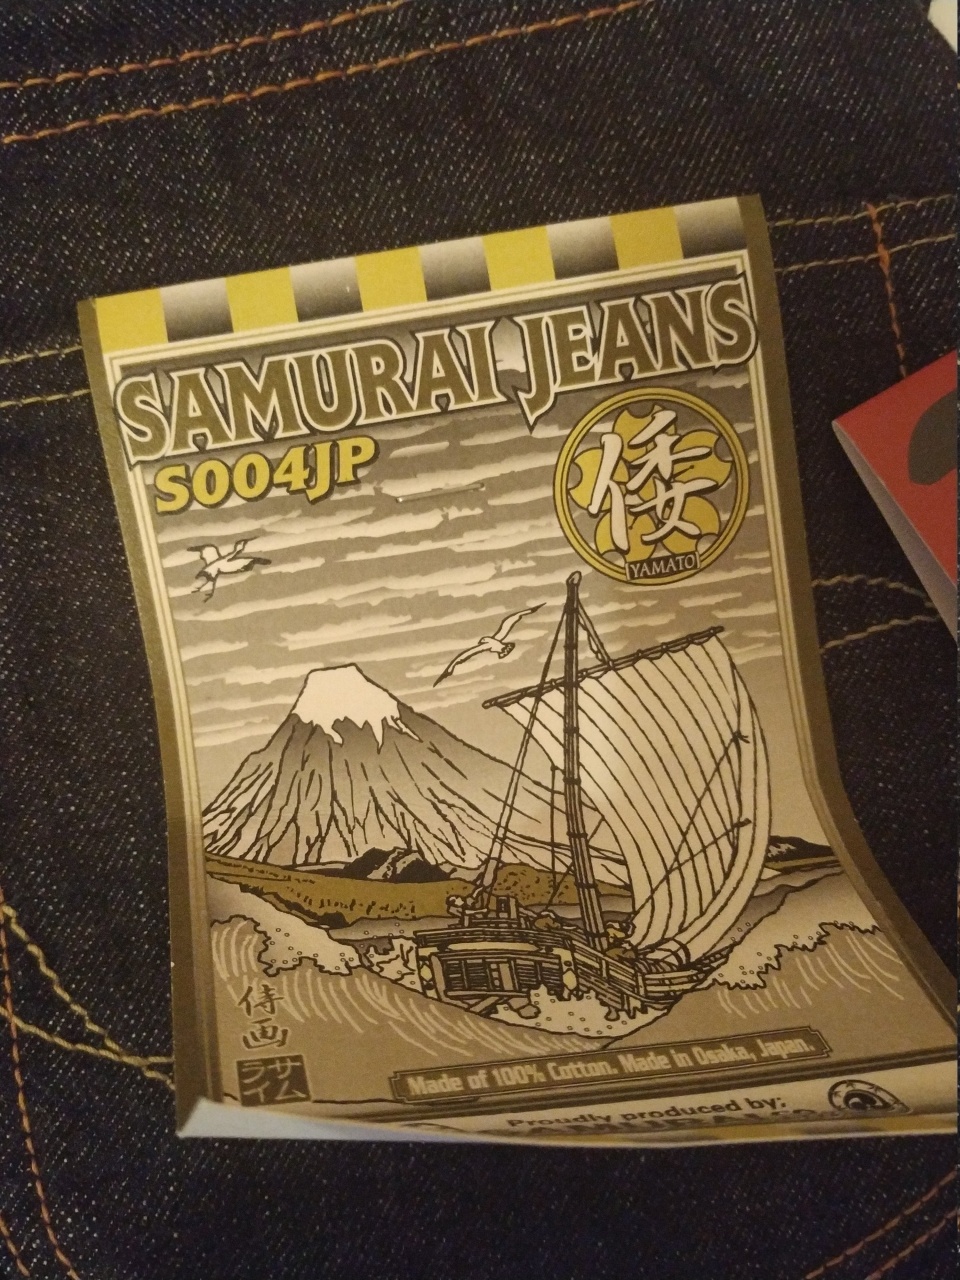 SAMURAI JEANS
S004JP
倭
YAMATO
侍画
サム
ライ
Made of 100% Cotton. Made in Osaka, Japan.
Proudly produced by;